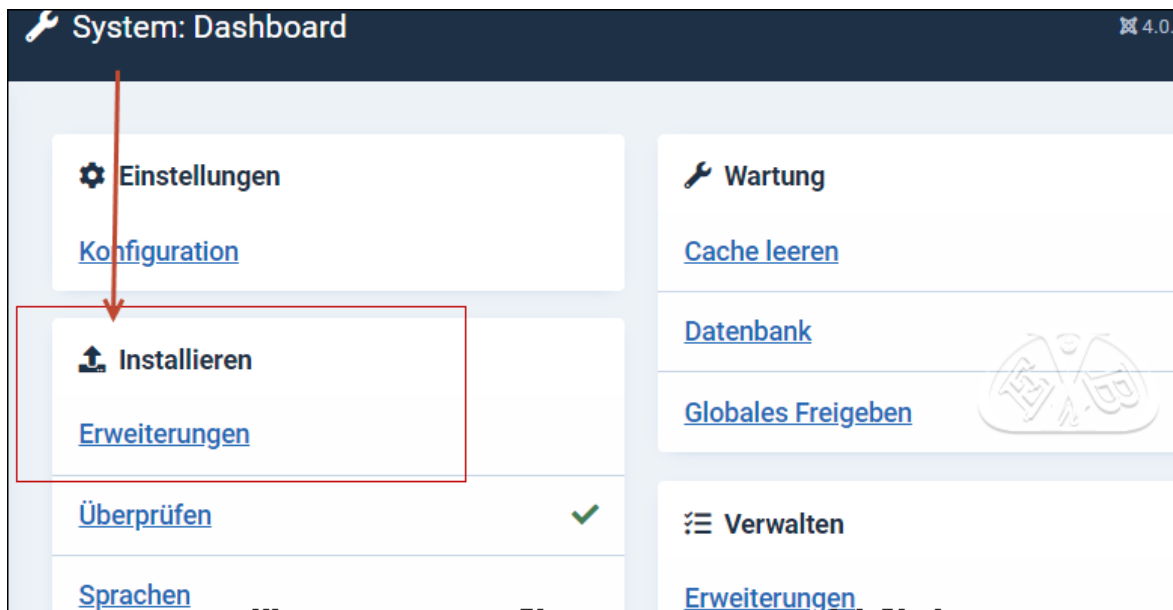 System: Dashboard
4.0.
Einstellungen
Konfiguration
Installieren
Erweiterungen
Überprüfen
Sprachen
Wartung
Cache leeren
Datenbank
Globales Freigeben
Verwalten
Erweiterungen